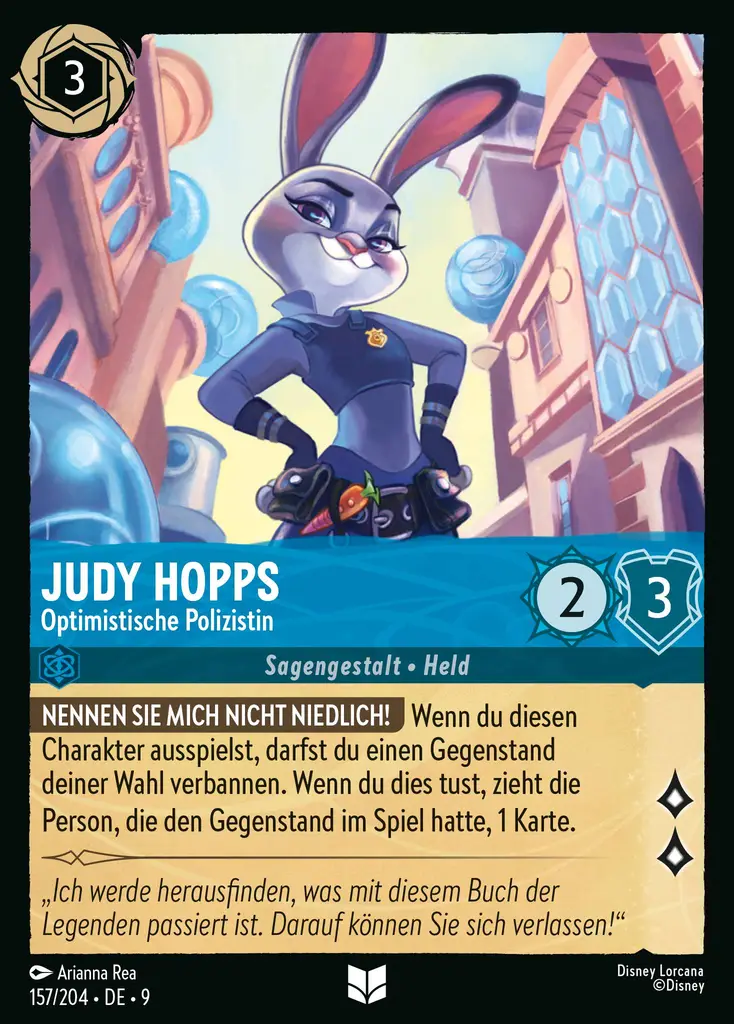 3
JUDY HOPPS
Optimistische Polizistin
2
3
Sagengestalt • Held
NENNEN SIE MICH NICHT NIEDLICH! Wenn du diesen
Charakter ausspielst, darfst du einen Gegenstand
deiner Wahl verbannen. Wenn du dies tust, zieht die
Person, die den Gegenstand im Spiel hatte, 1 Karte.
„Ich werde herausfinden, was mit diesem Buch der
Legenden passiert ist. Darauf können Sie sich verlassen!“
Arianna Rea
157/204 • DE • 9
Disney Lorcana
©Disney